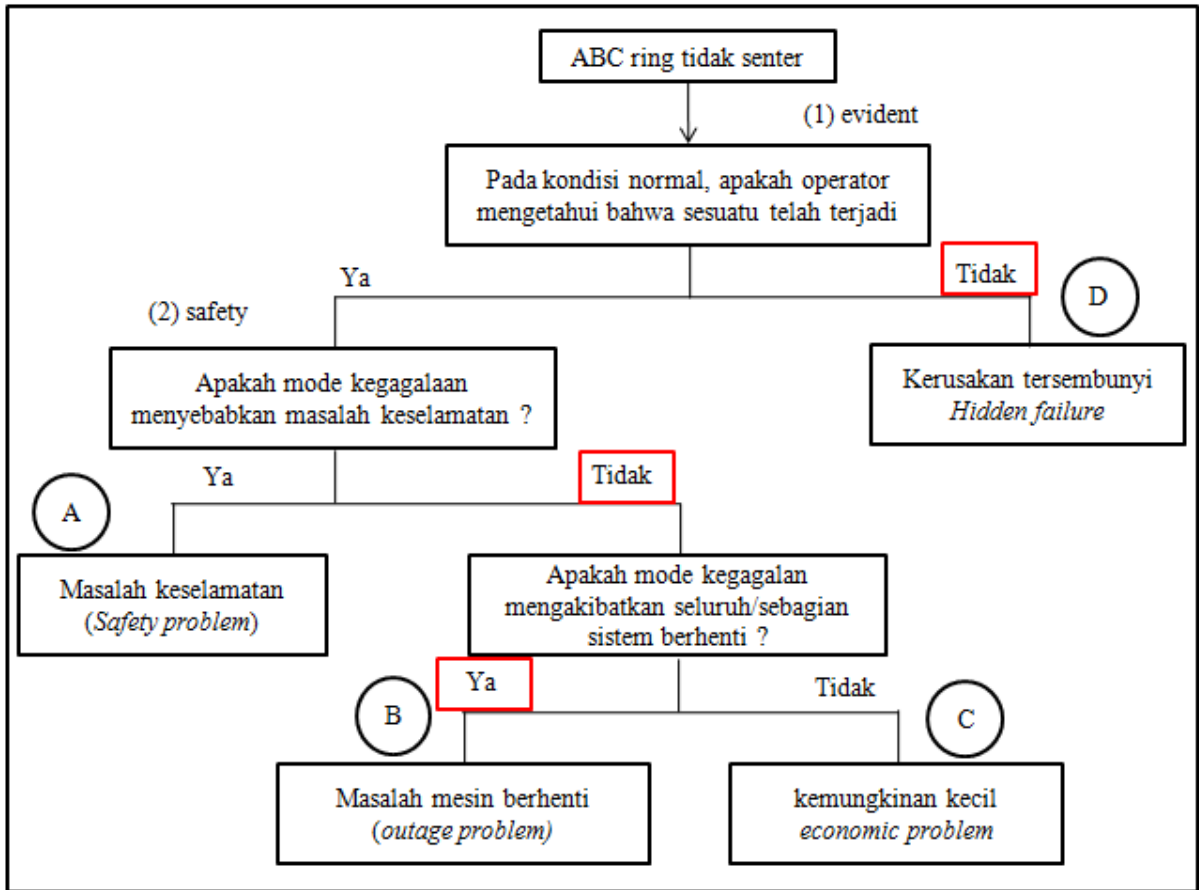 ABC ring tidak senter
(1) evident
Pada kondisi normal, apakah operator
mengetahui bahwa sesuatu telah terjadi
Ya
Tidak
D
(2) safety
Apakah mode kegagalaan
menyebabkan masalah keselamatan ?
Kerusakan tersembunyi
Hidden failure
Ya
Tidak
A
Masalah keselamatan
(Safety problem)
Apakah mode kegagalan
mengakibatkan seluruh/sebagian
sistem berhenti ?
Ya
Tidak
B
C
Masalah mesin berhenti
(outage problem)
kemungkinan kecil
economic problem